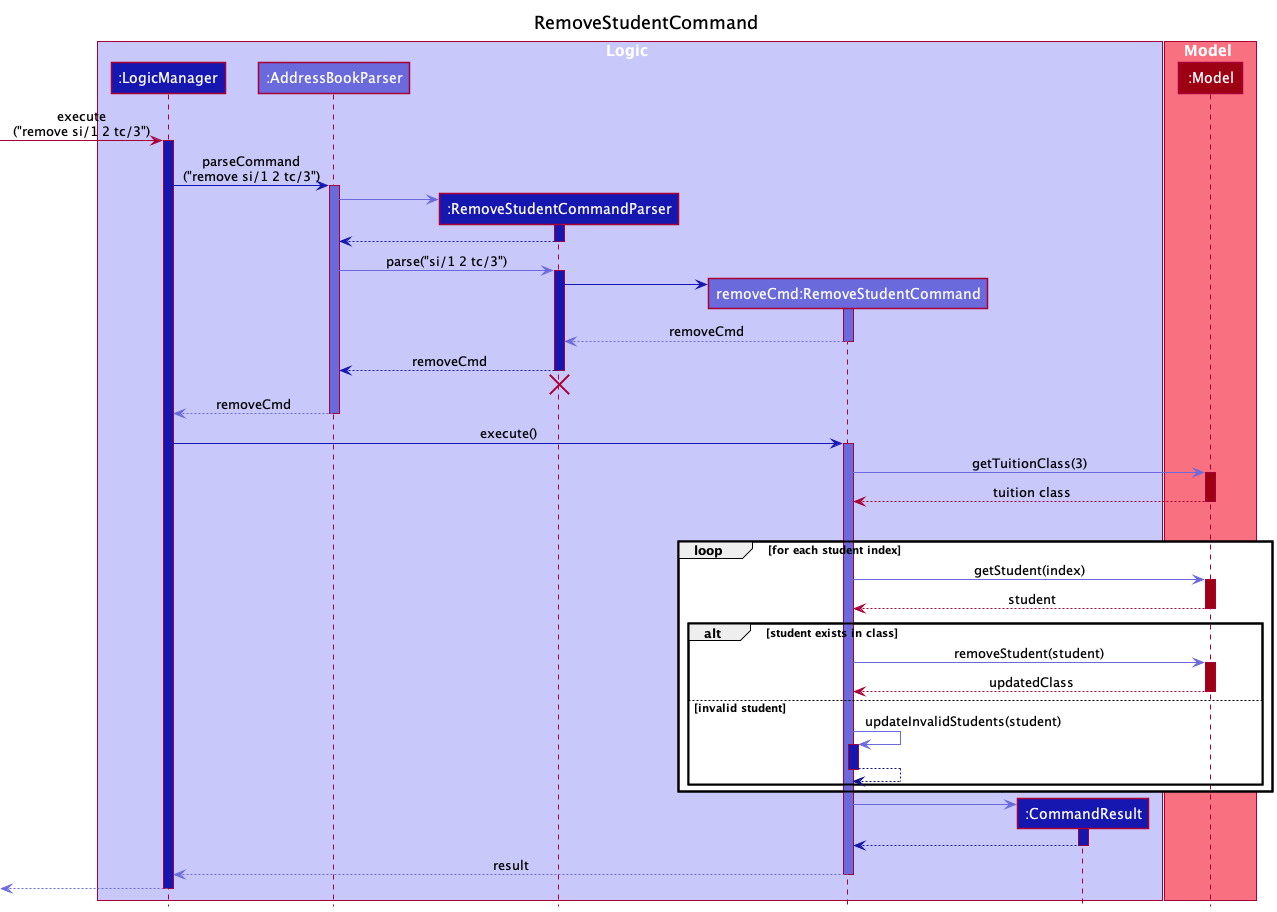 RemoveStudentCommand
Logic
Model
:LogicManager
:AddressBookParser
:Model
execute
("remove si/1 2 tc/3")
parseCommand
("remove si/1 2 tc/3")
:RemoveStudentCommandParser
parse("si/1 2 tc/3")
removeCmd:RemoveStudentCommand
removeCmd
removeCmd
removeCmd
execute()
getTuitionClass(3)
tuition class
loop [for each student index]
getStudent(index)
student
alt [student exists in class]
removeStudent(student)
updatedClass
[invalid student]
updateInvalidStudents(student)
:CommandResult
result